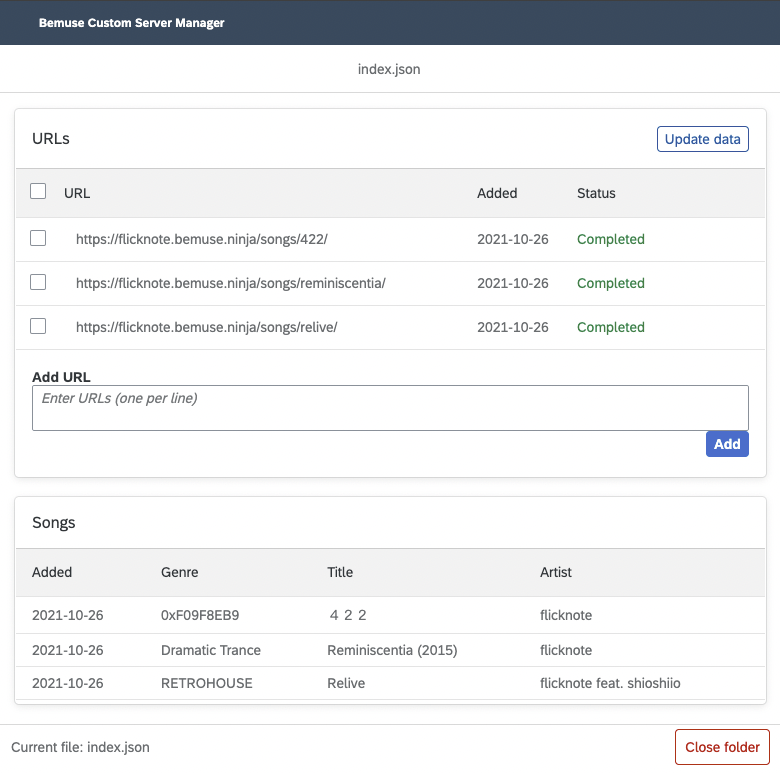 Bemuse Custom Server Manager
index.json
URLs
Update data
URL Added Status
https://flicknote.bemuse.ninja/songs/422/ 2021-10-26 Completed
https://flicknote.bemuse.ninja/songs/reminiscentia/ 2021-10-26 Completed
https://flicknote.bemuse.ninja/songs/relive/ 2021-10-26 Completed
Add URL
Enter URLs (one per line)
Add
Songs
Added Genre Title Artist
2021-10-26 0xF09F8EB9 ４２２ flicknote
2021-10-26 Dramatic Trance Reminiscentia (2015) flicknote
2021-10-26 RETROHOUSE Relive flicknote feat. shioshiio
Current file: index.json
Close folder